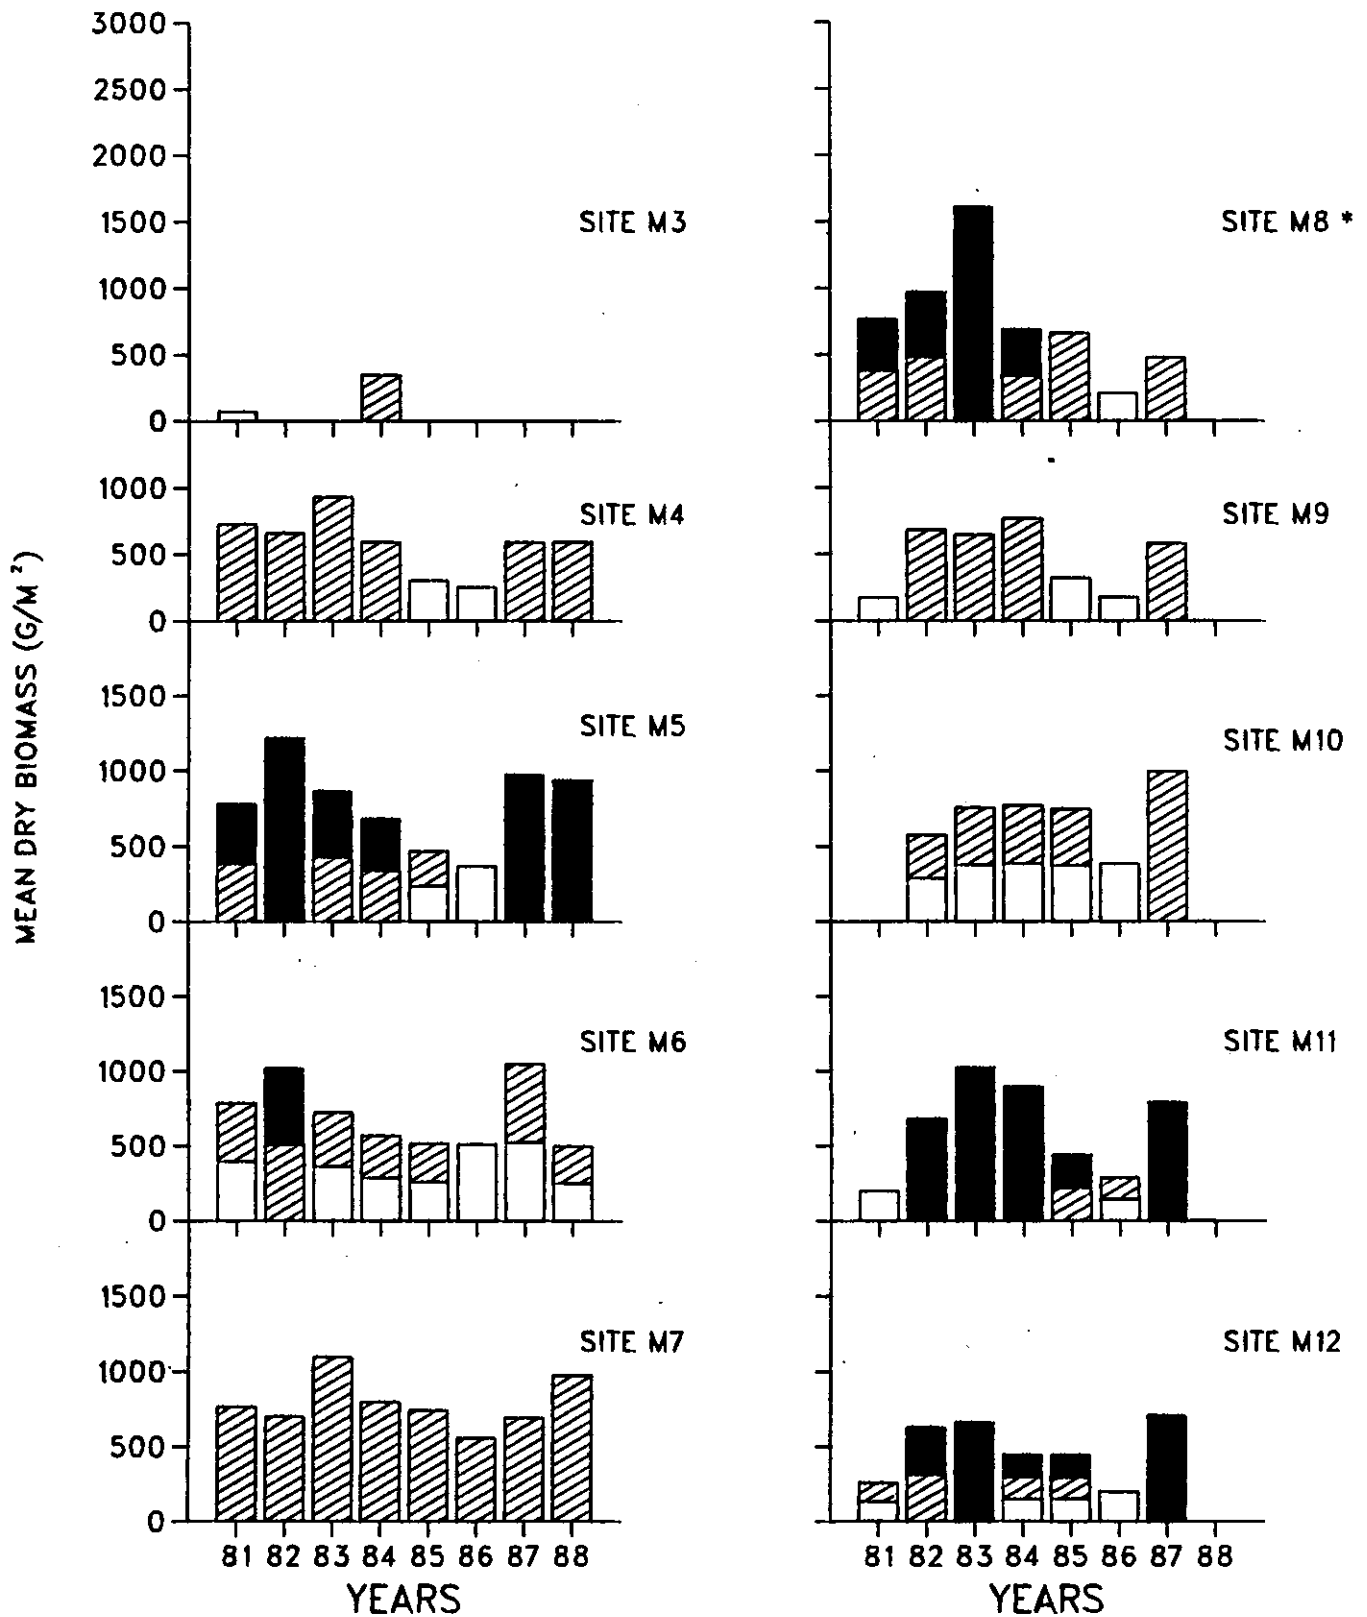 MEAN DRY BIOMASS (G/M²)
3000
2500
2000
1500
1000
500
0
SITE M3
1000
500
0
SITE M4
1500
1000
500
0
SITE M5
1500
1000
500
0
SITE M6
1500
1000
500
0
SITE M7
81 82 83 84 85 86 87 88
YEARS
SITE M8 *
SITE M9
SITE M10
SITE M11
SITE M12
81 82 83 84 85 86 87 88
YEARS